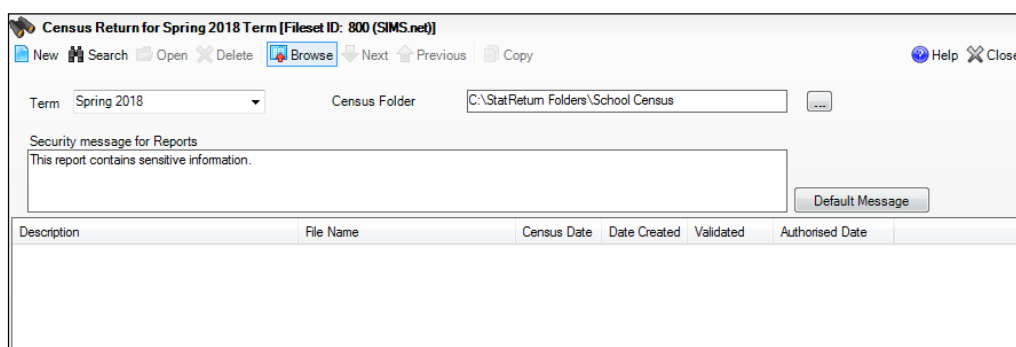 Census Return for Spring 2018 Term [Fileset ID: 800 (SIMS.net)]
New Search Open Delete Browse Next Previous Copy Help Close
Term Spring 2018 Census Folder C:\StatReturn Folders\School Census ...
Security message for Reports
This report contains sensitive information.
Default Message
Description File Name Census Date Date Created Validated Authorised Date